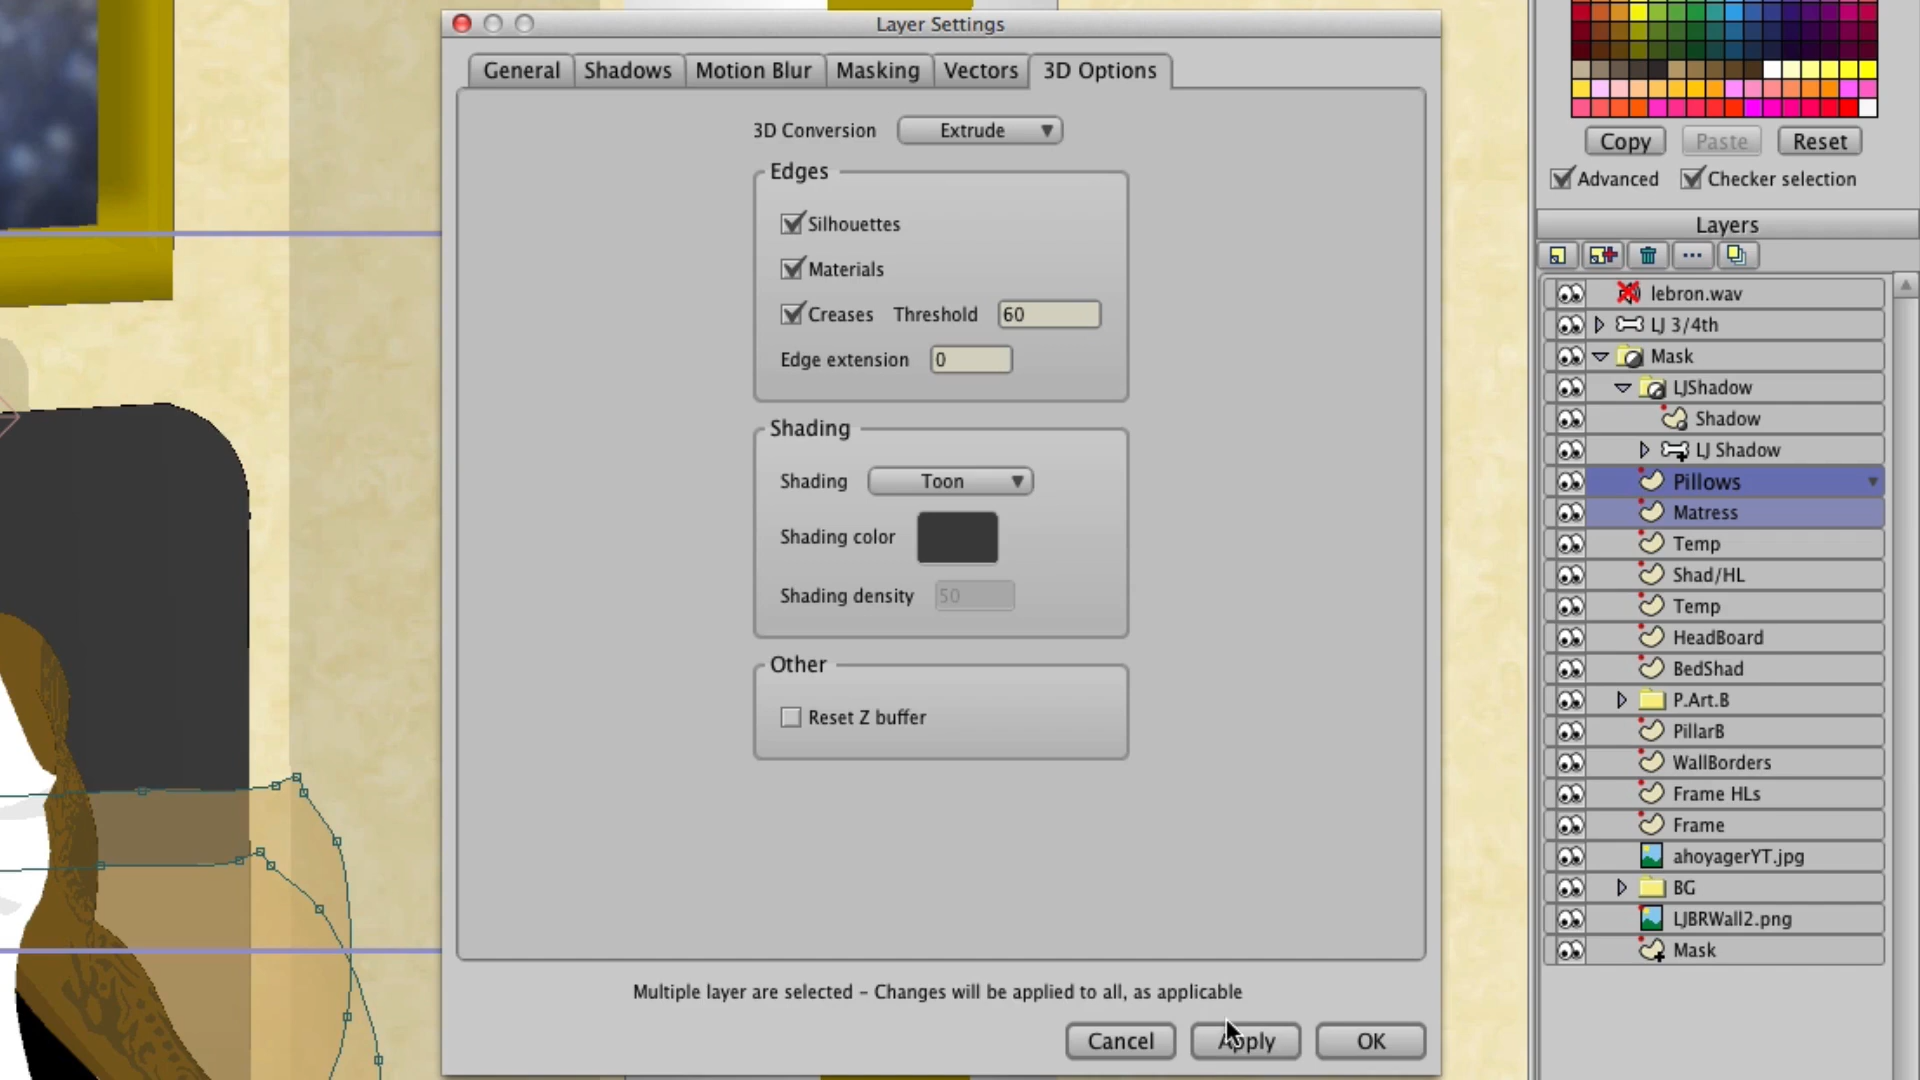 Layer Settings
General Shadows Motion Blur Masking Vectors 3D Options
3D Conversion Extrude
Edges
Silhouettes
Materials
Creases Threshold 60
Edge extension 0
Shading
Shading Toon
Shading color
Shading density 50
Other
Reset Z buffer
Multiple layer are selected – Changes will be applied to all, as applicable
Cancel Apply OK
Copy Paste Reset
Advanced Checker selection
Layers
lebron.wav
LJ 3/4th
Mask
LJShadow
Shadow
LJ Shadow
Pillows
Matress
Temp
Shad/HL
Temp
HeadBoard
BedShad
P.Art.B
PillarB
WallBorders
Frame HLs
Frame
ahoyagerYT.jpg
BG
LJBRWall2.png
Mask